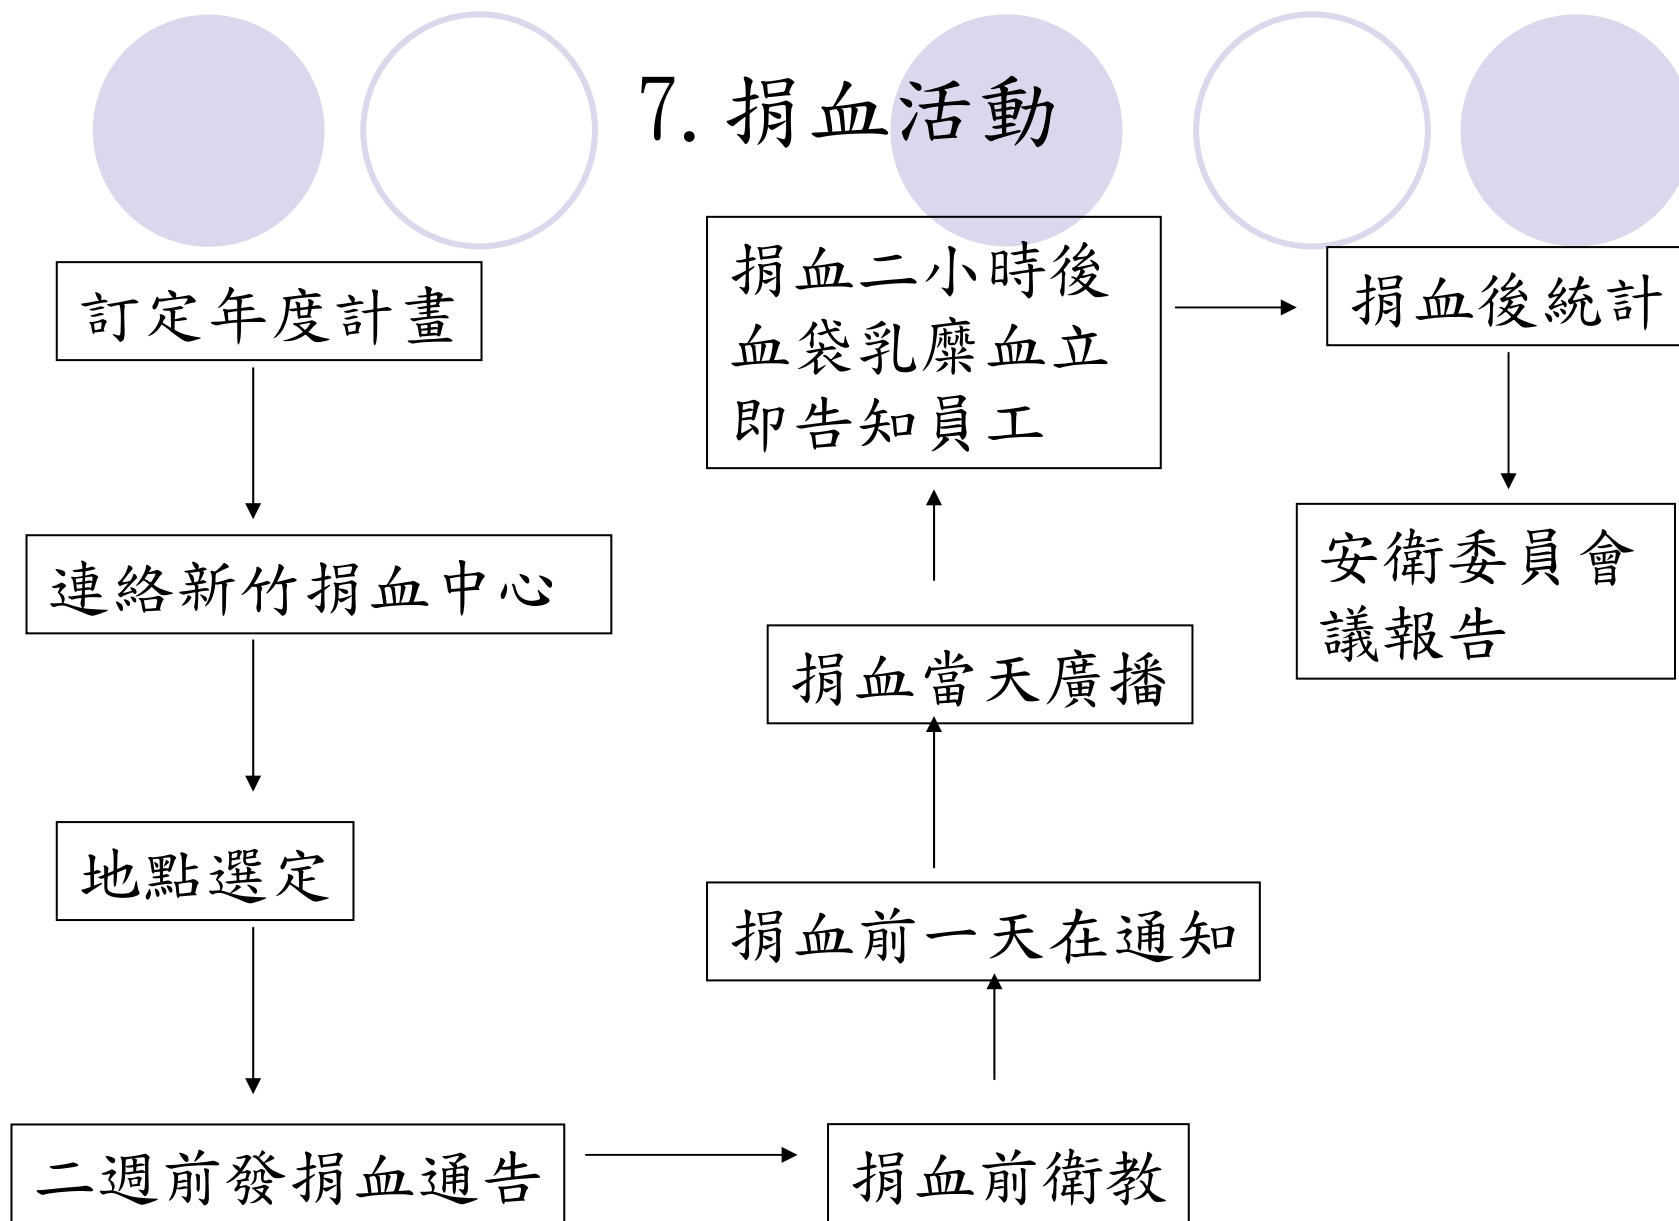 7.捐血活動
訂定年度計畫
連絡新竹捐血中心
地點選定
二週前發捐血通告
捐血前衛教
捐血前一天在通知
捐血當天廣播
捐血二小時後
血袋乳糜血立
即告知員工
捐血後統計
安衛委員會
議報告